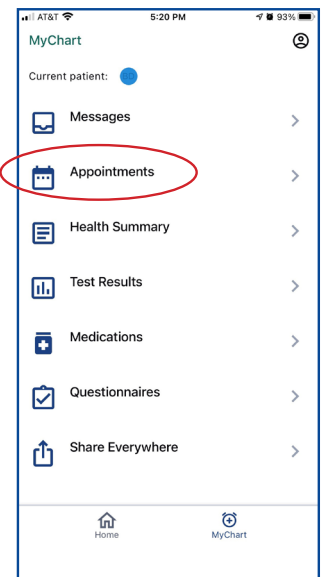 AT&T 5:20 PM 93%
MyChart
Current patient:
Messages
Appointments
Health Summary
Test Results
Medications
Questionnaires
Share Everywhere
Home MyChart